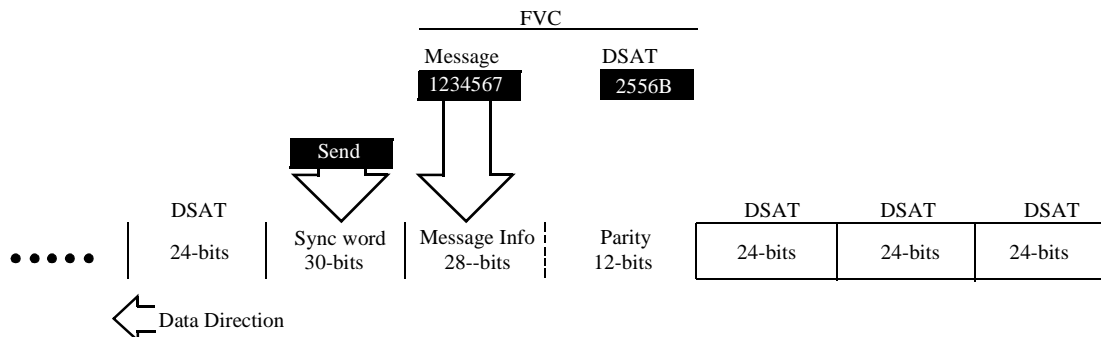 FVC
Message DSAT
1234567 2556B
Send
DSAT DSAT DSAT DSAT
Sync word Message Info Parity
24-bits 30-bits 28--bits 12-bits 24-bits 24-bits 24-bits
Data Direction